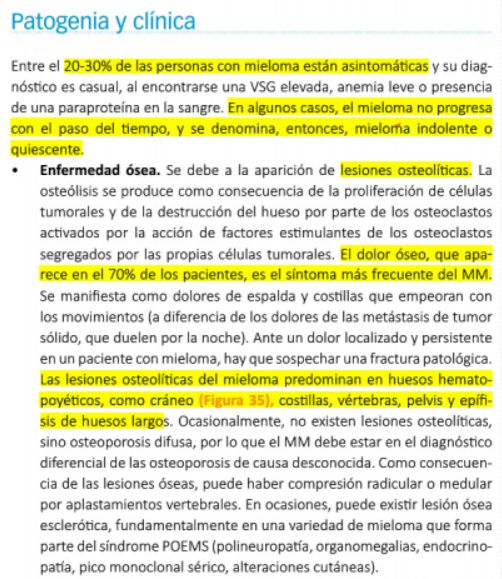 Patogenia y clínica
Entre el 20-30% de las personas con mieloma están asintomáticas y su diag-
nóstico es casual, al encontrarse una VSG elevada, anemia leve o presencia
de una paraproteína en la sangre. En algunos casos, el mieloma no progresa
con el paso del tiempo, y se denomina, entonces, mieloma indolente o
quiescente.
• Enfermedad ósea. Se debe a la aparición de lesiones osteolíticas. La
osteólisis se produce como consecuencia de la proliferación de células
tumorales y de la destrucción del hueso por parte de los osteoclastos
activados por la acción de factores estimulantes de los osteoclastos
segregados por las propias células tumorales. El dolor óseo, que apa-
rece en el 70% de los pacientes, es el síntoma más frecuente del MM.
Se manifiesta como dolores de espalda y costillas que empeoran con
los movimientos (a diferencia de los dolores de las metástasis de tumor
sólido, que duelen por la noche). Ante un dolor localizado y persistente
en un paciente con mieloma, hay que sospechar una fractura patológica.
Las lesiones osteolíticas del mieloma predominan en huesos hemato-
poyéticos, como cráneo (Figura 35), costillas, vértebras, pelvis y epífi-
sis de huesos largos. Ocasionalmente, no existen lesiones osteolíticas,
sino osteoporosis difusa, por lo que el MM debe estar en el diagnóstico
diferencial de las osteoporosis de causa desconocida. Como consecuen-
cia de las lesiones óseas, puede haber compresión radicular o medular
por aplastamientos vertebrales. En ocasiones, puede existir lesión ósea
esclerótica, fundamentalmente en una variedad de mieloma que forma
parte del síndrome POEMS (polineuropatía, organomegalias, endocrino-
patía, pico monoclonal sérico, alteraciones cutáneas).